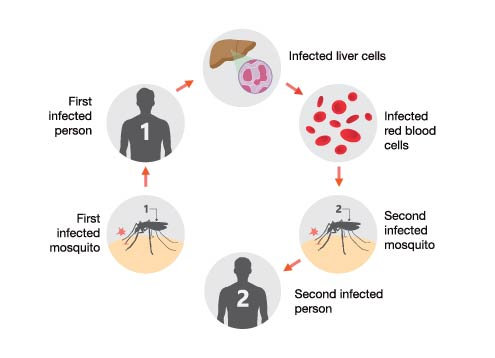 Infected liver cells
First
infected
person
1
Infected
red blood
cells
First
infected
mosquito
1
2
Second
infected
mosquito
2
Second infected
person